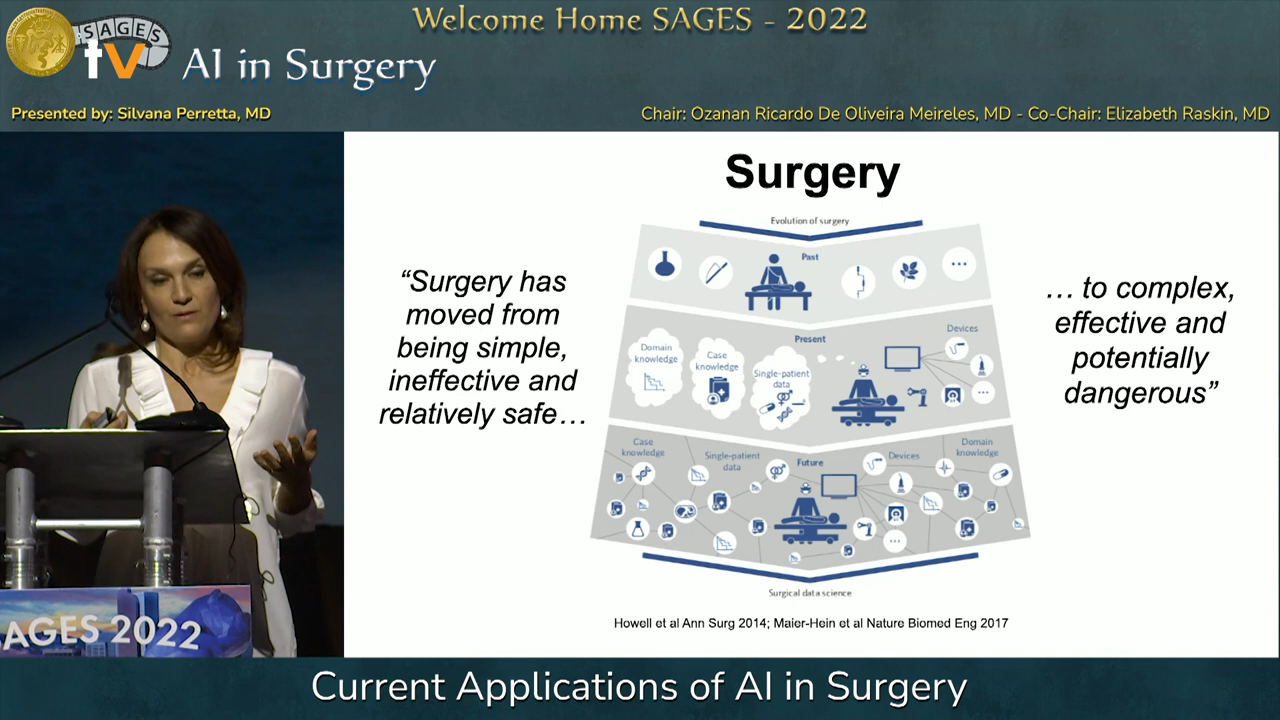 Welcome Home SAGES - 2022
SAGES
tv
AI in Surgery
Presented by: Silvana Perretta, MD
Chair: Ozanan Ricardo De Oliveira Meireles, MD - Co-Chair: Elizabeth Raskin, MD
Surgery
Evolution of surgery
Past
“Surgery has
moved from
being simple,
ineffective and
relatively safe…
… to complex,
effective and
potentially
dangerous”
Present
Domain
knowledge
Case
knowledge
Single-patient
data
Devices
Case
knowledge
Single-patient
data
Future
Devices
Domain
knowledge
Surgical data science
Howell et al Ann Surg 2014; Maier-Hein et al Nature Biomed Eng 2017
AGES 2022
Current Applications of AI in Surgery